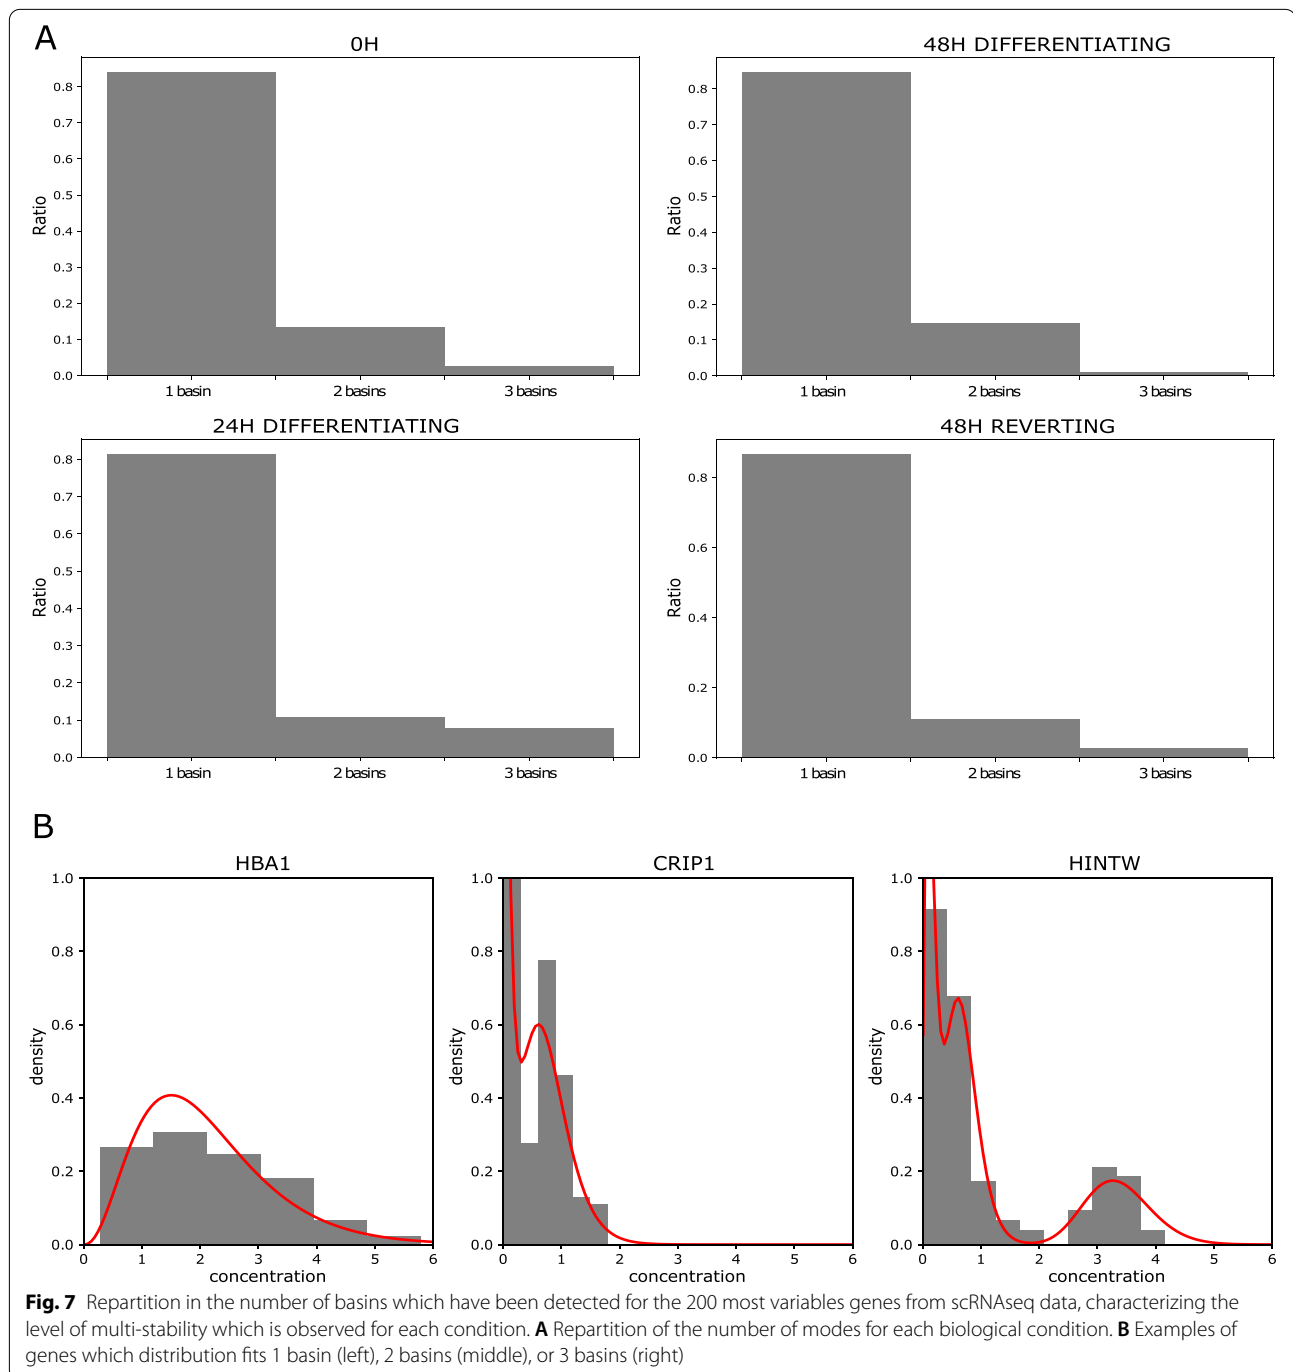 A
0H
0.8
0.7
0.6
0.5
0.4
0.3
0.2
0.1
0.0
Ratio
1 basin 2 basins 3 basins
48H DIFFERENTIATING
0.8
0.7
0.6
0.5
0.4
0.3
0.2
0.1
0.0
Ratio
1 basin 2 basins 3 basins
24H DIFFERENTIATING
0.8
0.7
0.6
0.5
0.4
0.3
0.2
0.1
0.0
Ratio
1 basin 2 basins 3 basins
48H REVERTING
0.8
0.6
0.4
0.2
0.0
Ratio
1 basin 2 basins 3 basins
B
HBA1
1.0
0.8
0.6
0.4
0.2
0.0
density
0 1 2 3 4 5 6
concentration
CRIP1
1.0
0.8
0.6
0.4
0.2
0.0
density
0 1 2 3 4 5 6
concentration
HINTW
1.0
0.8
0.6
0.4
0.2
0.0
density
0 1 2 3 4 5 6
concentration
Fig. 7 Repartition in the number of basins which have been detected for the 200 most variables genes from scRNAseq data, characterizing the
level of multi-stability which is observed for each condition. A Repartition of the number of modes for each biological condition. B Examples of
genes which distribution fits 1 basin (left), 2 basins (middle), or 3 basins (right)